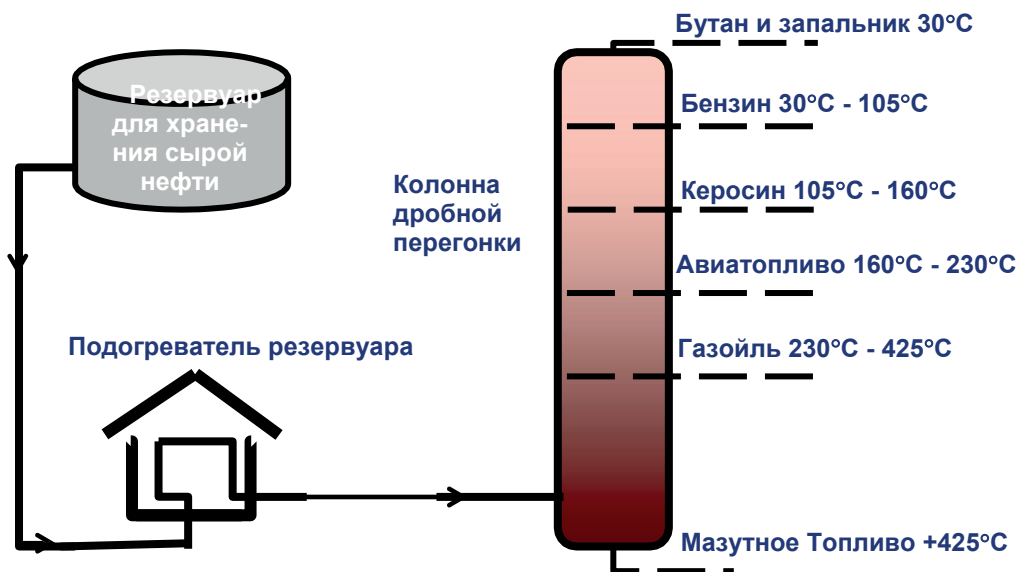 Бутан и запальник 30°C
Резервуар
для хране-
ния сырой
нефти
Бензин 30°C - 105°C
Колонна
дробной
перегонки
Керосин 105°C - 160°C
Авиатопливо 160°C - 230°C
Подогреватель резервуара
Газойль 230°C - 425°C
Мазутное Топливо +425°C